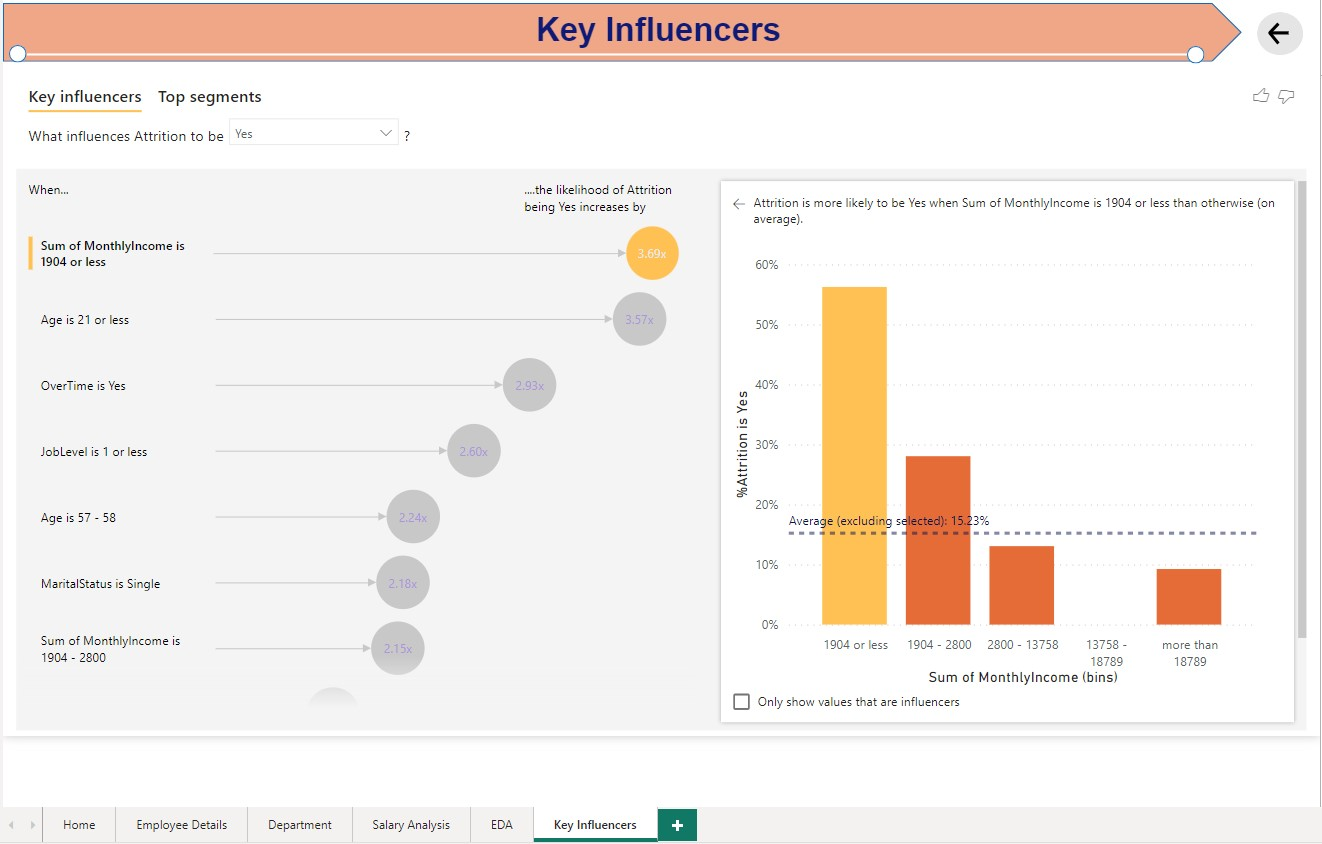 Key Influencers
Key influencers Top segments
What influences Attrition to be Yes ?
When...
....the likelihood of Attrition
being Yes increases by
Sum of MonthlyIncome is
1904 or less
3.69x
Age is 21 or less
3.57x
OverTime is Yes
2.93x
JobLevel is 1 or less
2.60x
Age is 57 - 58
2.24x
MaritalStatus is Single
2.18x
Sum of MonthlyIncome is
1904 - 2800
2.15x
Attrition is more likely to be Yes when Sum of MonthlyIncome is 1904 or less than otherwise (on
average).
%Attrition is Yes
60%
50%
40%
30%
20%
Average (excluding selected): 15.23%
10%
0%
1904 or less
1904 - 2800
2800 - 13758
13758 -
18789
more than
18789
Sum of MonthlyIncome (bins)
Only show values that are influencers
Home Employee Details Department Salary Analysis EDA Key Influencers +